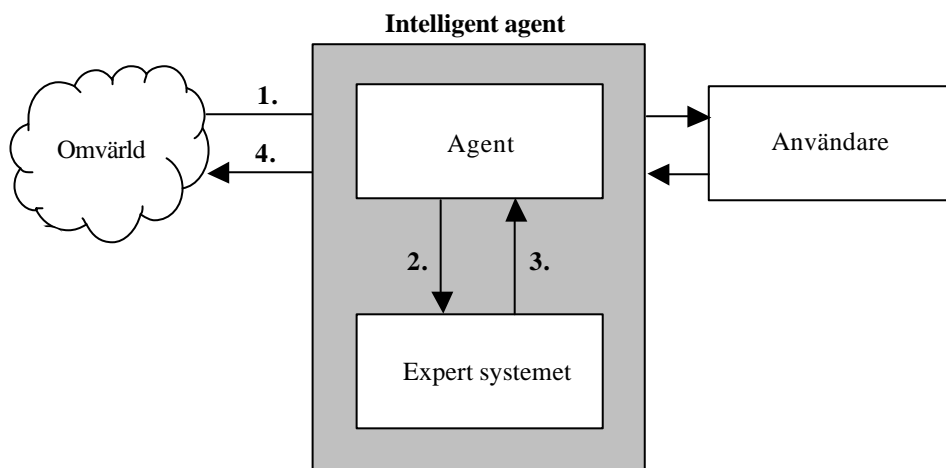 Intelligent agent
1.
Omvärld
4.
Agent
Användare
2.
3.
Expert systemet